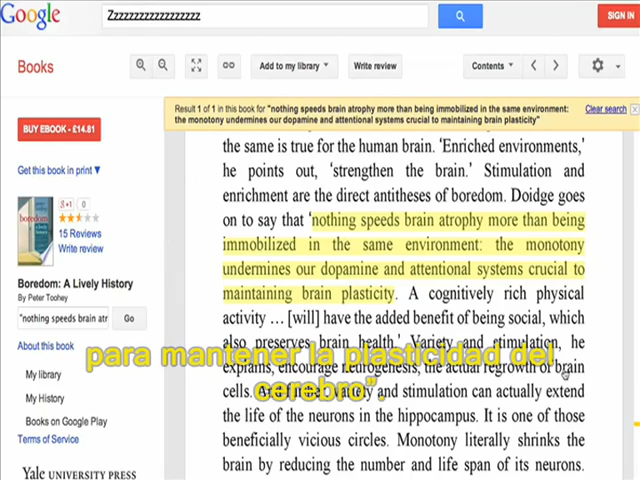 Google
Zzzzzzzzzzzzzzzzzz
SIGN IN
Books
Add to my library
Write review
Contents
Result 1 of 1 in this book for "nothing speeds brain atrophy more than being immobilized in the same environment:
the monotony undermines our dopamine and attentional systems crucial to maintaining brain plasticity"
Clear search
BUY EBOOK - £14.81
Get this book in print
boredom
g+1 0
15 Reviews
Write review
Boredom: A Lively History
By Peter Toohey
"nothing speeds brain atr
Go
About this book
My library
My History
Books on Google Play
Terms of Service
Yale UNIVERSITY PRESS
the same is true for the human brain. 'Enriched environments,'
he points out, 'strengthen the brain.' Stimulation and
enrichment are the direct antitheses of boredom. Doidge goes
on to say that 'nothing speeds brain atrophy more than being
immobilized in the same environment: the monotony
undermines our dopamine and attentional systems crucial to
maintaining brain plasticity. A cognitively rich physical
activity … [will] have the added benefit of being social, which
also preserves brain health.' Variety and stimulation, he
explains, encourage neurogenesis, the actual regrowth of brain
cells. And further, variety and stimulation can actually extend
the life of the neurons in the hippocampus. It is one of those
beneficially vicious circles. Monotony literally shrinks the
brain by reducing the number and life span of its neurons.
para mantener la plasticidad del
cerebro".